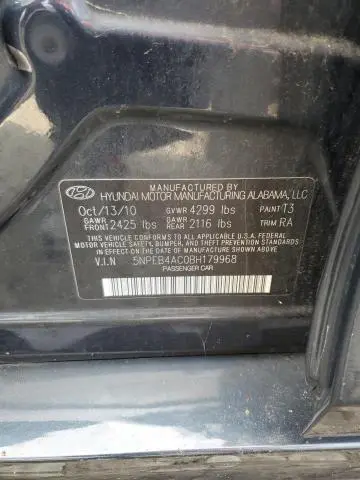 MANUFACTURED BY
HYUNDAI MOTOR MANUFACTURING ALABAMA, LLC
Oct/13/10 GVWR 4299 lbs PAINT T3
GAWR FRONT 2425 lbs GAWR REAR 2116 lbs TRIM RA
THIS VEHICLE CONFORMS TO ALL APPLICABLE U.S.A. FEDERAL
MOTOR VEHICLE SAFETY, BUMPER, AND THEFT PREVENTION STANDARDS
IN EFFECT ON THE DATE OF MANUFACTURE SHOWN ABOVE.
V.I.N 5NPEB4AC0BH179968
PASSENGER CAR